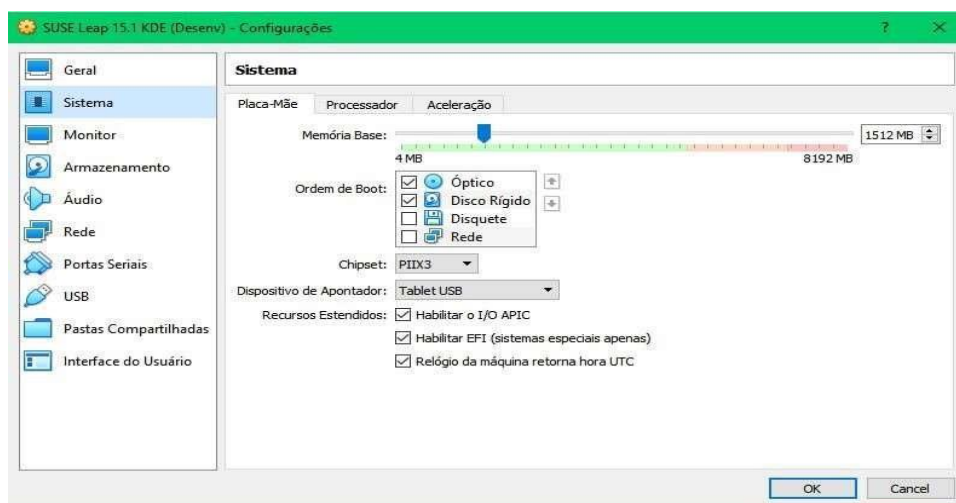 SUSE Leap 15.1 KDE (Desenv) - Configurações
Geral
Sistema
Monitor
Armazenamento
Áudio
Rede
Portas Seriais
USB
Pastas Compartilhadas
Interface do Usuário
Sistema
Placa-Mãe Processador Aceleração
Memória Base: 1512 MB
4 MB 8192 MB
Ordem de Boot:
Óptico
Disco Rígido
Disquete
Rede
Chipset: PIIX3
Dispositivo de Apontador: Tablet USB
Recursos Estendidos: Habilitar o I/O APIC
Habilitar EFI (sistemas especiais apenas)
Relógio da máquina retorna hora UTC
OK Cancel